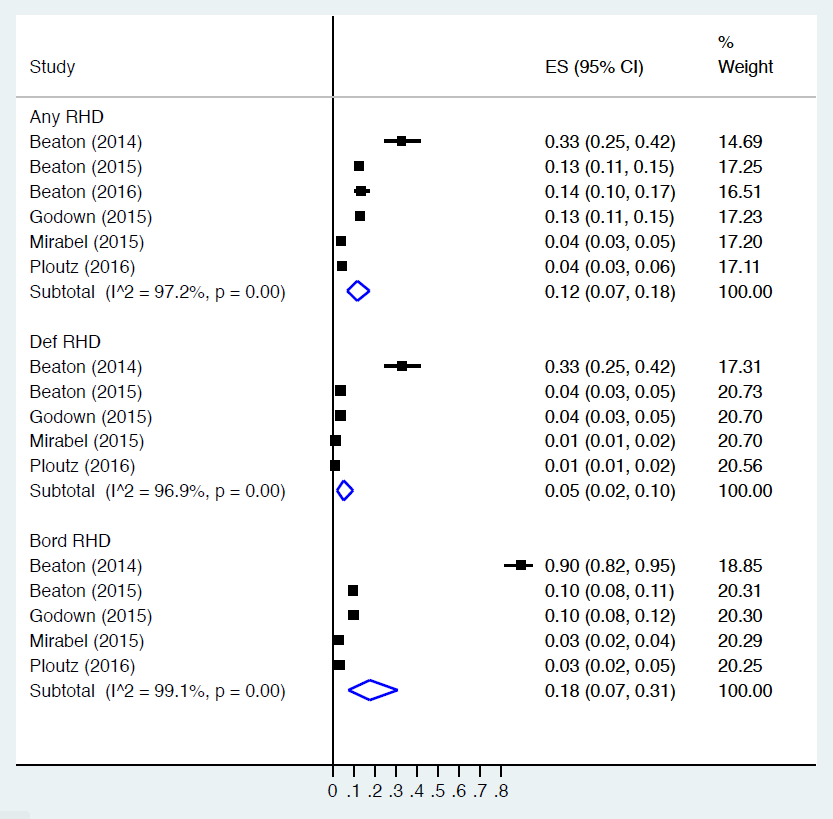 %
Study ES (95% CI) Weight
Any RHD
Beaton (2014) 0.33 (0.25, 0.42) 14.69
Beaton (2015) 0.13 (0.11, 0.15) 17.25
Beaton (2016) 0.14 (0.10, 0.17) 16.51
Godown (2015) 0.13 (0.11, 0.15) 17.23
Mirabel (2015) 0.04 (0.03, 0.05) 17.20
Ploutz (2016) 0.04 (0.03, 0.06) 17.11
Subtotal (I^2 = 97.2%, p = 0.00) 0.12 (0.07, 0.18) 100.00
Def RHD
Beaton (2014) 0.33 (0.25, 0.42) 17.31
Beaton (2015) 0.04 (0.03, 0.05) 20.73
Godown (2015) 0.04 (0.03, 0.05) 20.70
Mirabel (2015) 0.01 (0.01, 0.02) 20.70
Ploutz (2016) 0.01 (0.01, 0.02) 20.56
Subtotal (I^2 = 96.9%, p = 0.00) 0.05 (0.02, 0.10) 100.00
Bord RHD
Beaton (2014) 0.90 (0.82, 0.95) 18.85
Beaton (2015) 0.10 (0.08, 0.11) 20.31
Godown (2015) 0.10 (0.08, 0.12) 20.30
Mirabel (2015) 0.03 (0.02, 0.04) 20.29
Ploutz (2016) 0.03 (0.02, 0.05) 20.25
Subtotal (I^2 = 99.1%, p = 0.00) 0.18 (0.07, 0.31) 100.00
0 .1 .2 .3 .4 .5 .6 .7 .8